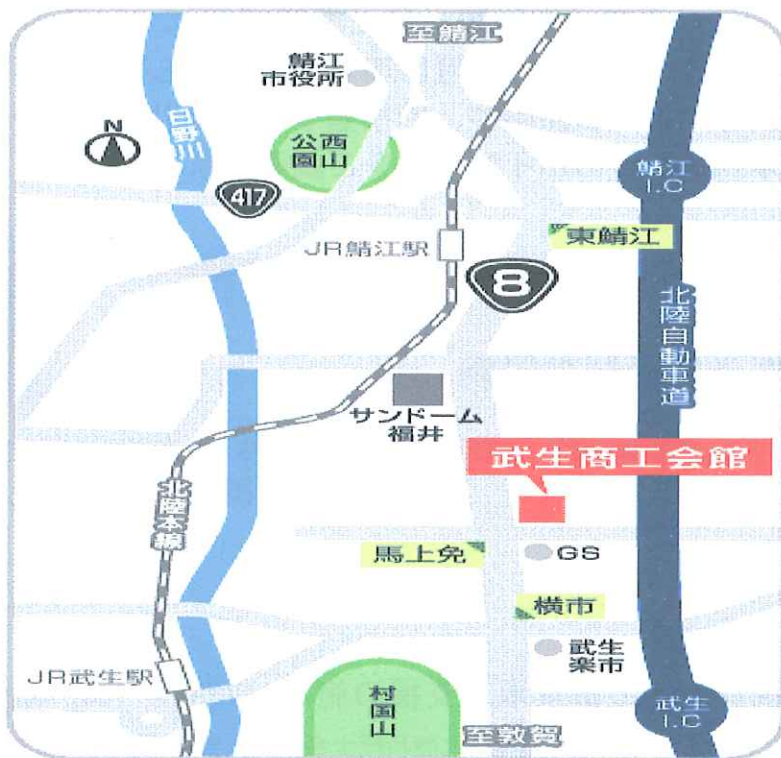 至鯖江
鯖江
市役所
N
日野川
西山
公園
417
鯖江
I.C
東鯖江
JR鯖江駅
8
北陸自動車道
サンドーム
福井
武生商工会館
北陸本線
馬上免
GS
横市
武生
楽市
JR武生駅
村国山
武生
I.C
至敦賀